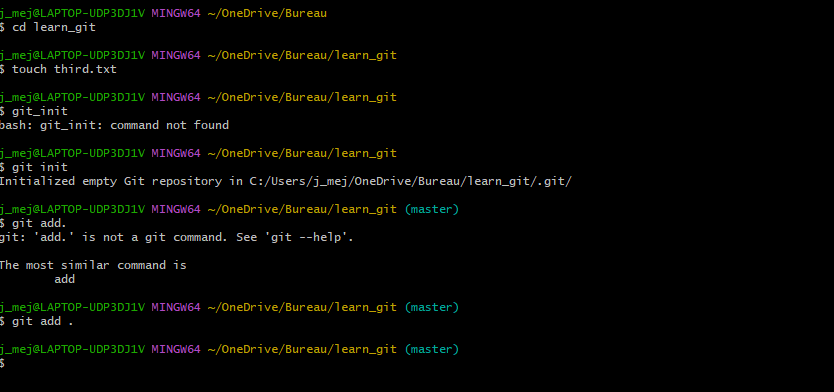 j_mej@LAPTOP-UDP3DJ1V MINGW64 ~/OneDrive/Bureau
$ cd learn_git
j_mej@LAPTOP-UDP3DJ1V MINGW64 ~/OneDrive/Bureau/learn_git
$ touch third.txt
j_mej@LAPTOP-UDP3DJ1V MINGW64 ~/OneDrive/Bureau/learn_git
$ git_init
bash: git_init: command not found
j_mej@LAPTOP-UDP3DJ1V MINGW64 ~/OneDrive/Bureau/learn_git
$ git init
Initialized empty Git repository in C:/Users/j_mej/OneDrive/Bureau/learn_git/.git/
j_mej@LAPTOP-UDP3DJ1V MINGW64 ~/OneDrive/Bureau/learn_git (master)
$ git add.
git: 'add.' is not a git command. See 'git --help'.
The most similar command is
add
j_mej@LAPTOP-UDP3DJ1V MINGW64 ~/OneDrive/Bureau/learn_git (master)
$ git add .
j_mej@LAPTOP-UDP3DJ1V MINGW64 ~/OneDrive/Bureau/learn_git (master)
$